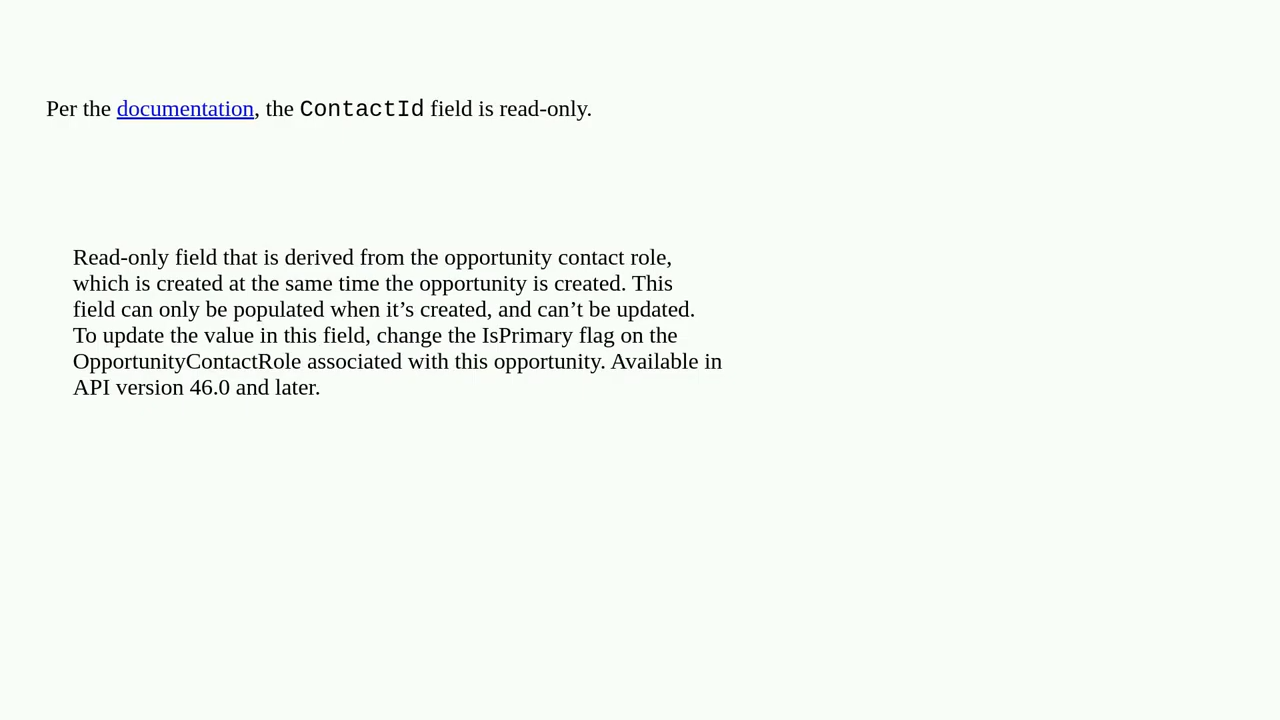 Per the documentation, the ContactId field is read-only.
Read-only field that is derived from the opportunity contact role,
which is created at the same time the opportunity is created. This
field can only be populated when it’s created, and can’t be updated.
To update the value in this field, change the IsPrimary flag on the
OpportunityContactRole associated with this opportunity. Available in
API version 46.0 and later.